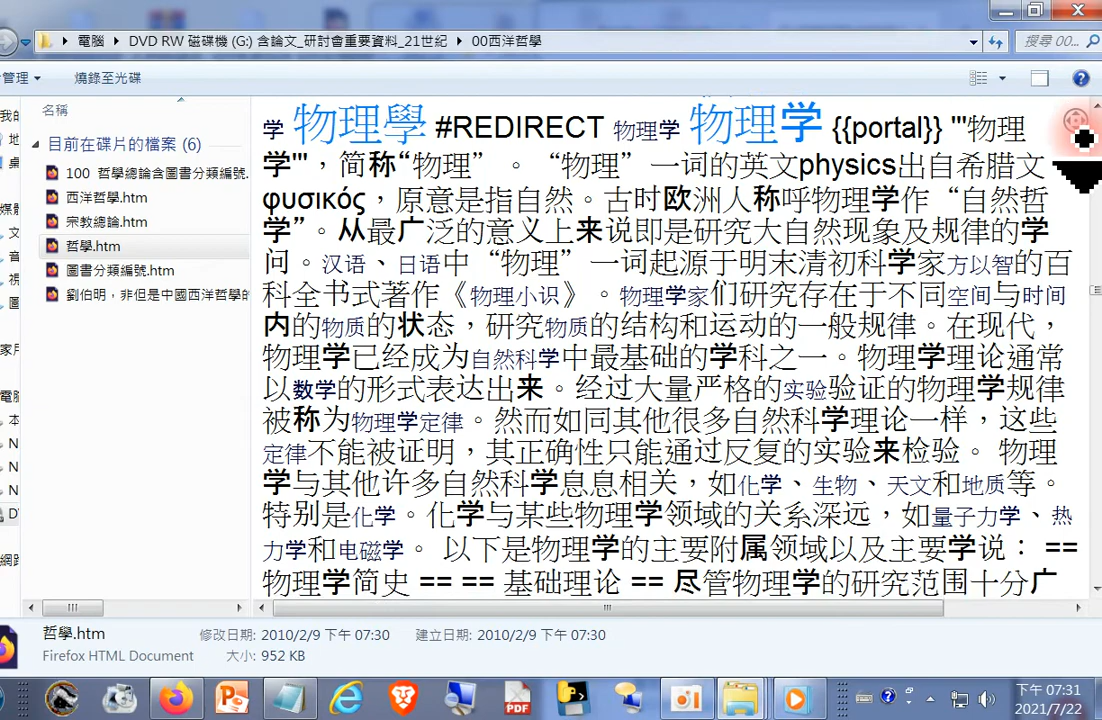 電腦 ▸ DVD RW 磁碟機 (G:) 含論文_研討會重要資料_21世紀 ▸ 00西洋哲學
搜尋 00...
管理 燒錄至光碟
名稱
目前在碟片的檔案 (6)
100 哲學總論含圖書分類編號.
西洋哲學.htm
宗教總論.htm
哲學.htm
圖書分類編號.htm
劉伯明，非但是中國西洋哲學的
学 物理學 #REDIRECT 物理学 物理学 {{portal}} '''物理
学'''，简称“物理”。“物理”一词的英文physics出自希腊文
φυσικός，原意是指自然。古时欧洲人称呼物理学作“自然哲
学”。从最广泛的意义上来说即是研究大自然现象及规律的学
问。汉语、日语中“物理”一词起源于明末清初科学家方以智的百
科全书式著作《物理小识》。物理学家们研究存在于不同空间与时间
内的物质的状态，研究物质的结构和运动的一般规律。在现代，
物理学已经成为自然科学中最基础的学科之一。物理学理论通常
以数学的形式表达出来。经过大量严格的实验验证的物理学规律
被称为物理学定律。然而如同其他很多自然科学理论一样，这些
定律不能被证明，其正确性只能通过反复的实验来检验。 物理
学与其他许多自然科学息息相关，如化学、生物、天文和地质等。
特别是化学。化学与某些物理学领域的关系深远，如量子力学、热
力学和电磁学。 以下是物理学的主要附属领域以及主要学说： ==
物理学简史 == == 基础理论 == 尽管物理学的研究范围十分广
哲學.htm 修改日期: 2010/2/9 下午 07:30 建立日期: 2010/2/9 下午 07:30
Firefox HTML Document 大小: 952 KB
下午 07:31
2021/7/22